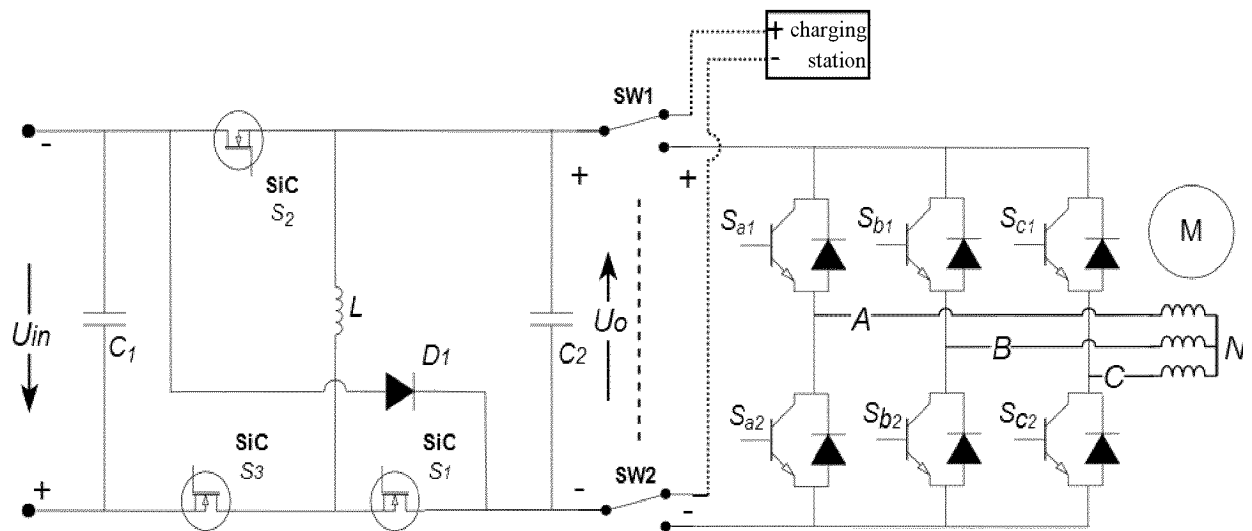 + charging
- station
SW1
-
+
+
SiC
S2
Sa1
Sb1
Sc1
M
Uin
C1
L
C2
Uo
D1
A
B
C
N
SiC
S3
SiC
S1
Sa2
Sb2
Sc2
+
-
SW2
-